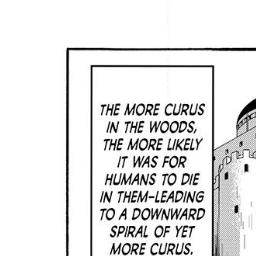 THE MORE CURUS
IN THE WOODS,
THE MORE LIKELY
IT WAS FOR
HUMANS TO DIE
IN THEM-LEADING
TO A DOWNWARD
SPIRAL OF YET
MORE CURUS.